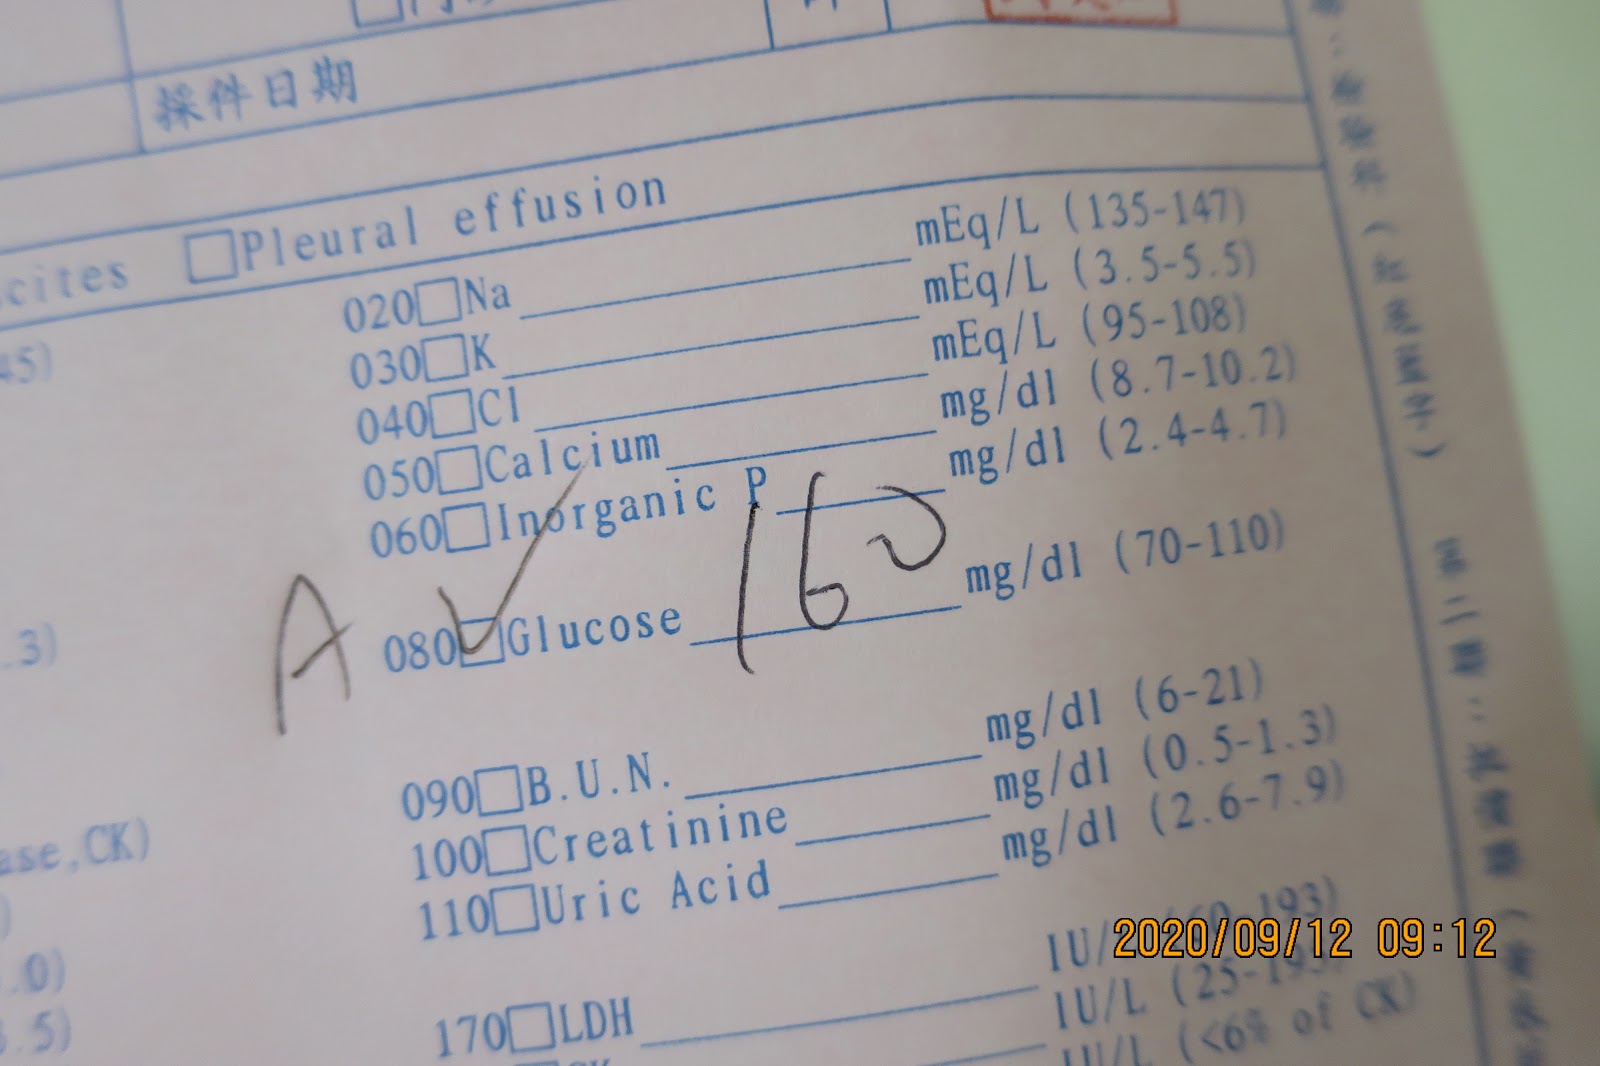 採件日期
cites □Pleural effusion
45)
020□Na mEq/L (135-147)
030□K mEq/L (3.5-5.5)
040□Cl mEq/L (95-108)
050□Calcium mg/dl (8.7-10.2)
060□Inorganic P mg/dl (2.4-4.7)
.3)
A 080□Glucose 160 mg/dl (70-110)
090□B.U.N. mg/dl (6-21)
100□Creatinine mg/dl (0.5-1.3)
ase,CK)
110□Uric Acid mg/dl (2.6-7.9)
.0)
IU/
.5)
170□LDH IU/L
IU/L (<6% of CK)
2020/09/12 09:12